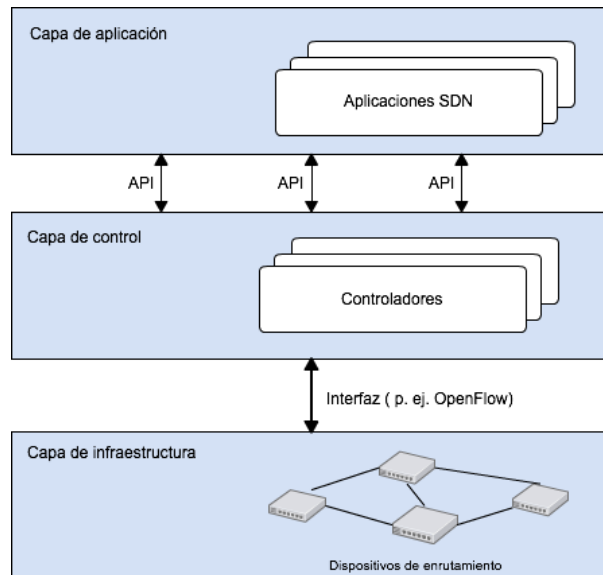 Capa de aplicación
Aplicaciones SDN
API
API
API
Capa de control
Controladores
Interfaz ( p. ej. OpenFlow)
Capa de infraestructura
Dispositivos de enrutamiento